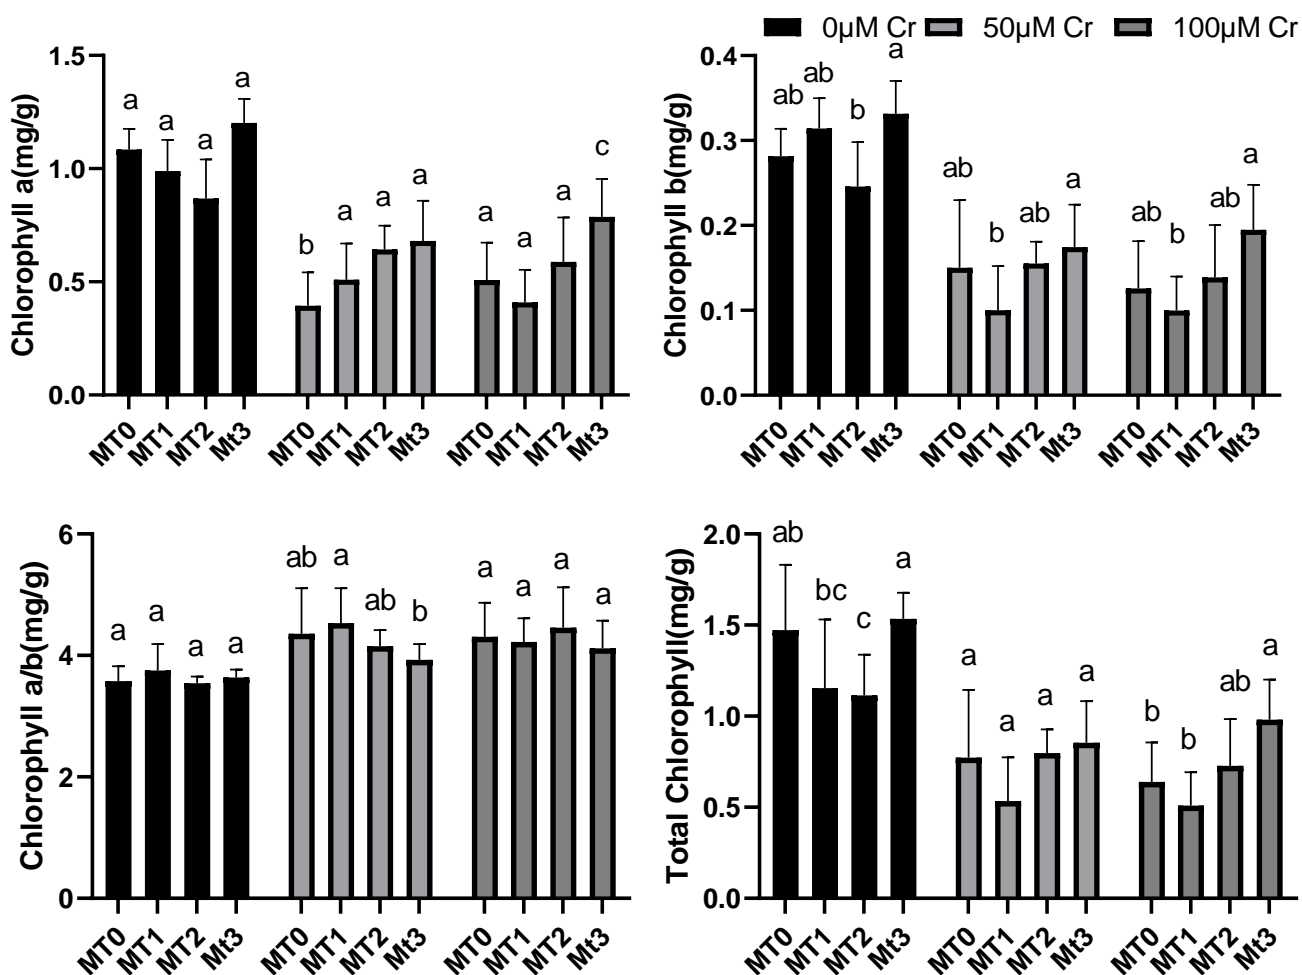 0µM Cr 50µM Cr 100µM Cr
Chlorophyll a(mg/g)
1.5
1.0
0.5
0.0
a a a a b a a a a a a c
MT0 MT1 MT2 Mt3 MT0 MT1 MT2 Mt3 MT0 MT1 MT2 Mt3
Chlorophyll b(mg/g)
0.4
0.3
0.2
0.1
0.0
ab ab b a ab b ab a ab b ab a
MT0 MT1 MT2 Mt3 MT0 MT1 MT2 Mt3 MT0 MT1 MT2 Mt3
Chlorophyll a/b(mg/g)
6
4
2
0
a a a a ab a ab b a a a a
MT0 MT1 MT2 Mt3 MT0 MT1 MT2 Mt3 MT0 MT1 MT2 Mt3
Total Chlorophyll(mg/g)
2.0
1.5
1.0
0.5
0.0
ab bc c a a a a a b b ab a
MT0 MT1 MT2 Mt3 MT0 MT1 MT2 Mt3 MT0 MT1 MT2 Mt3